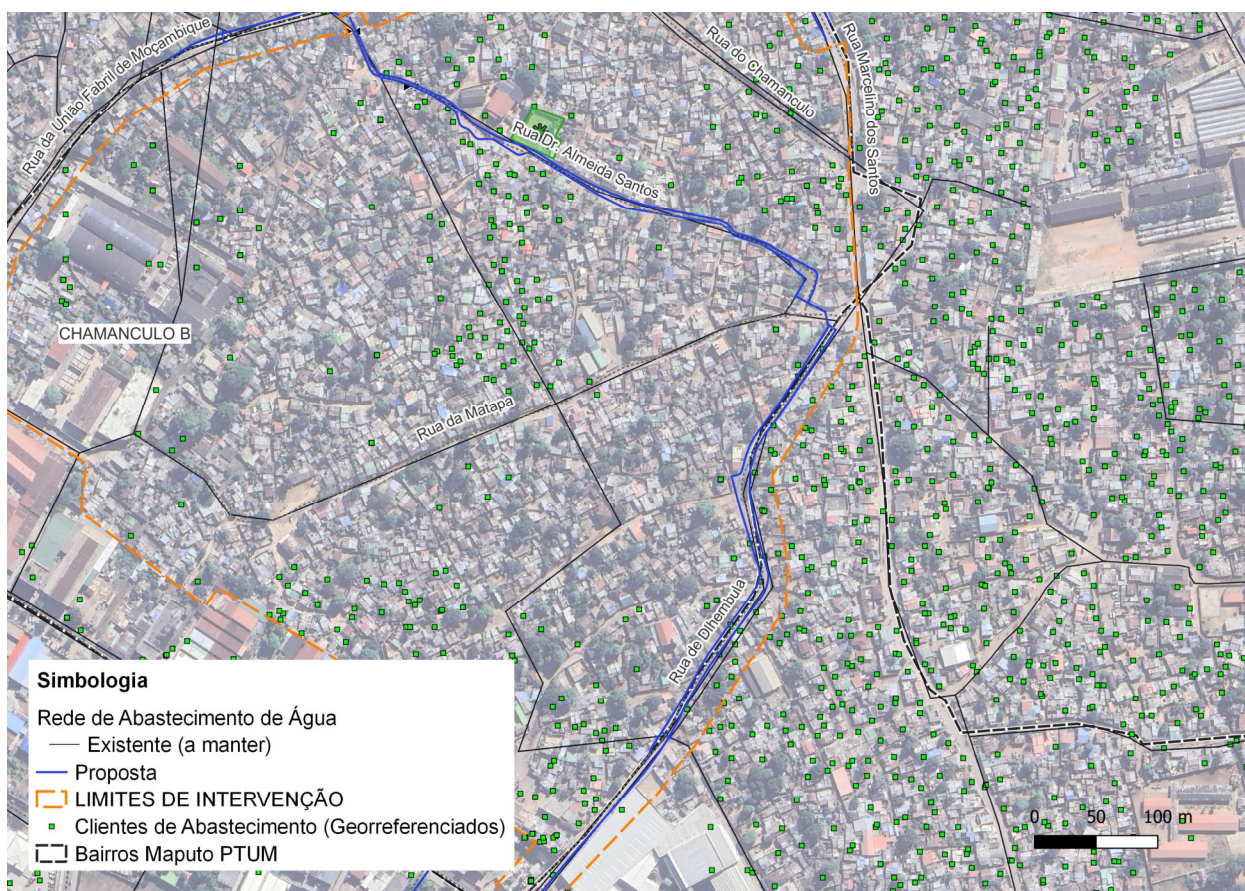 Rua da União Fabril de Moçambique
Rua do Chamanculo
Rua Marcelino dos Santos
Rua Dr. Almeida Santos
CHAMANCULO B
Rua da Matapa
Rua de Dlhembula
Simbologia
Rede de Abastecimento de Água
Existente (a manter)
Proposta
LIMITES DE INTERVENÇÃO
Clientes de Abastecimento (Georreferenciados)
Bairros Maputo PTUM
0 50 100 m